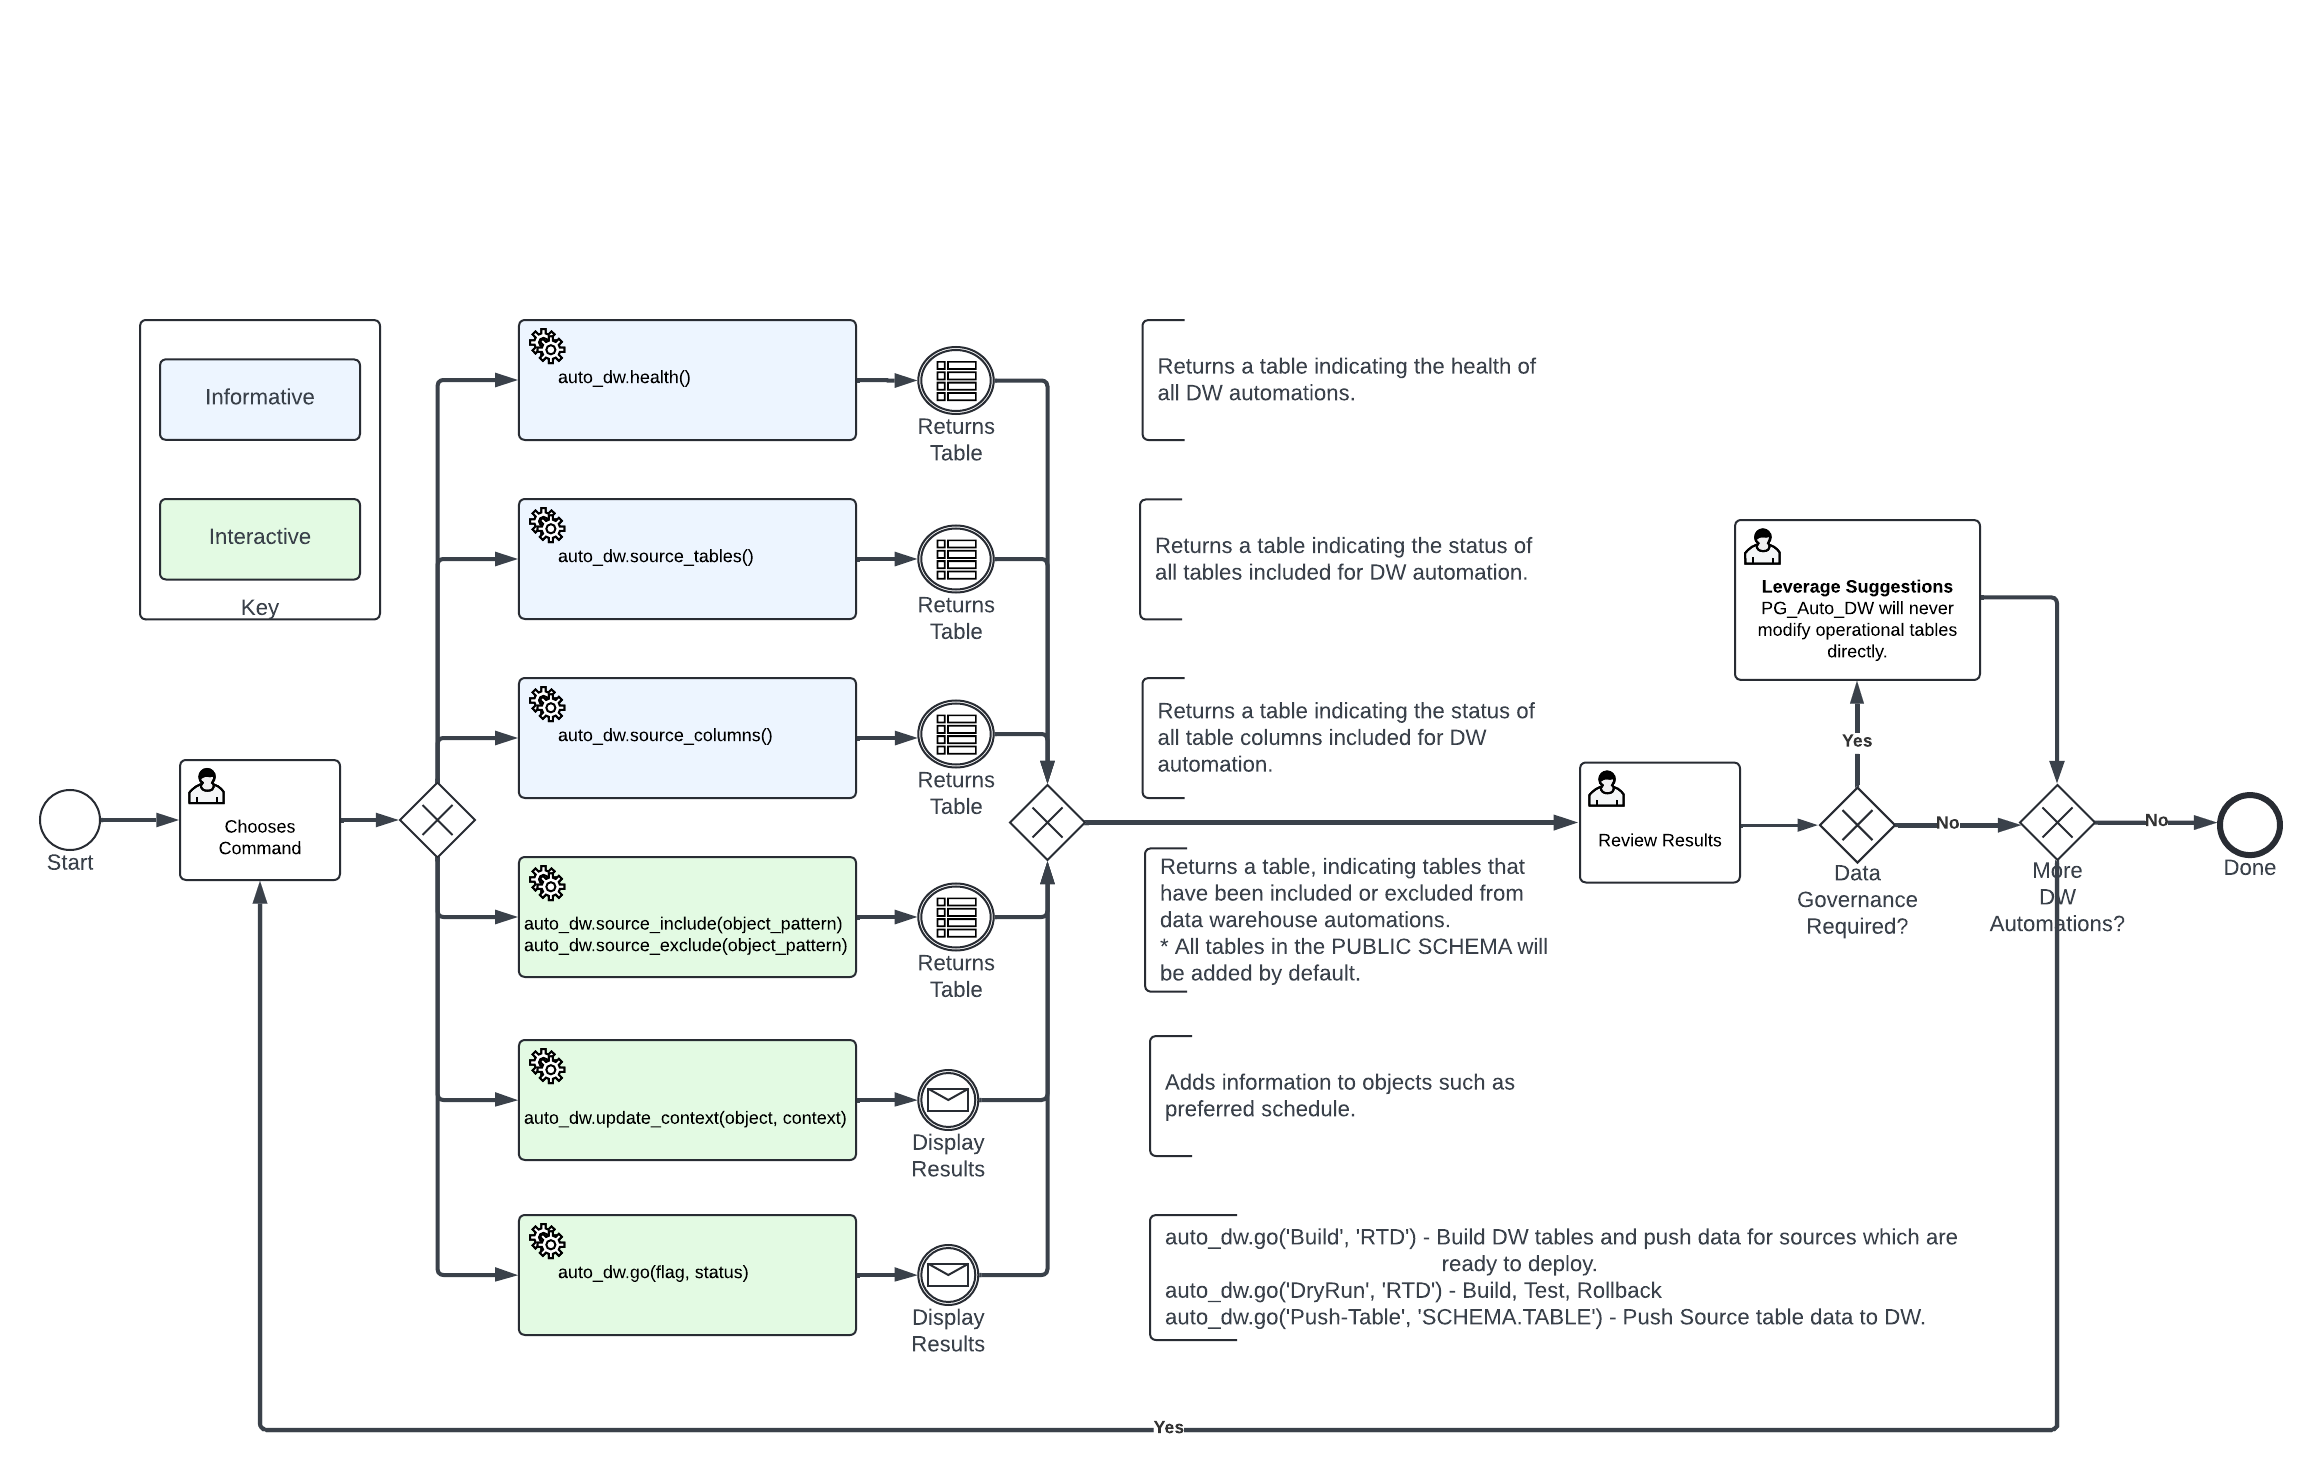 Informative
Interactive
Key
Start
Chooses
Command
auto_dw.health()
Returns
Table
Returns a table indicating the health of
all DW automations.
auto_dw.source_tables()
Returns
Table
Returns a table indicating the status of
all tables included for DW automation.
auto_dw.source_columns()
Returns
Table
Returns a table indicating the status of
all table columns included for DW
automation.
auto_dw.source_include(object_pattern)
auto_dw.source_exclude(object_pattern)
Returns
Table
Returns a table, indicating tables that
have been included or excluded from
data warehouse automations.
* All tables in the PUBLIC SCHEMA will
be added by default.
auto_dw.update_context(object, context)
Display
Results
Adds information to objects such as
preferred schedule.
auto_dw.go(flag, status)
Display
Results
auto_dw.go('Build', 'RTD') - Build DW tables and push data for sources which are
ready to deploy.
auto_dw.go('DryRun', 'RTD') - Build, Test, Rollback
auto_dw.go('Push-Table', 'SCHEMA.TABLE') - Push Source table data to DW.
Review Results
Data
Governance
Required?
Yes
Leverage Suggestions
PG_Auto_DW will never
modify operational tables
directly.
No
More
DW
Automations?
No
Done
Yes